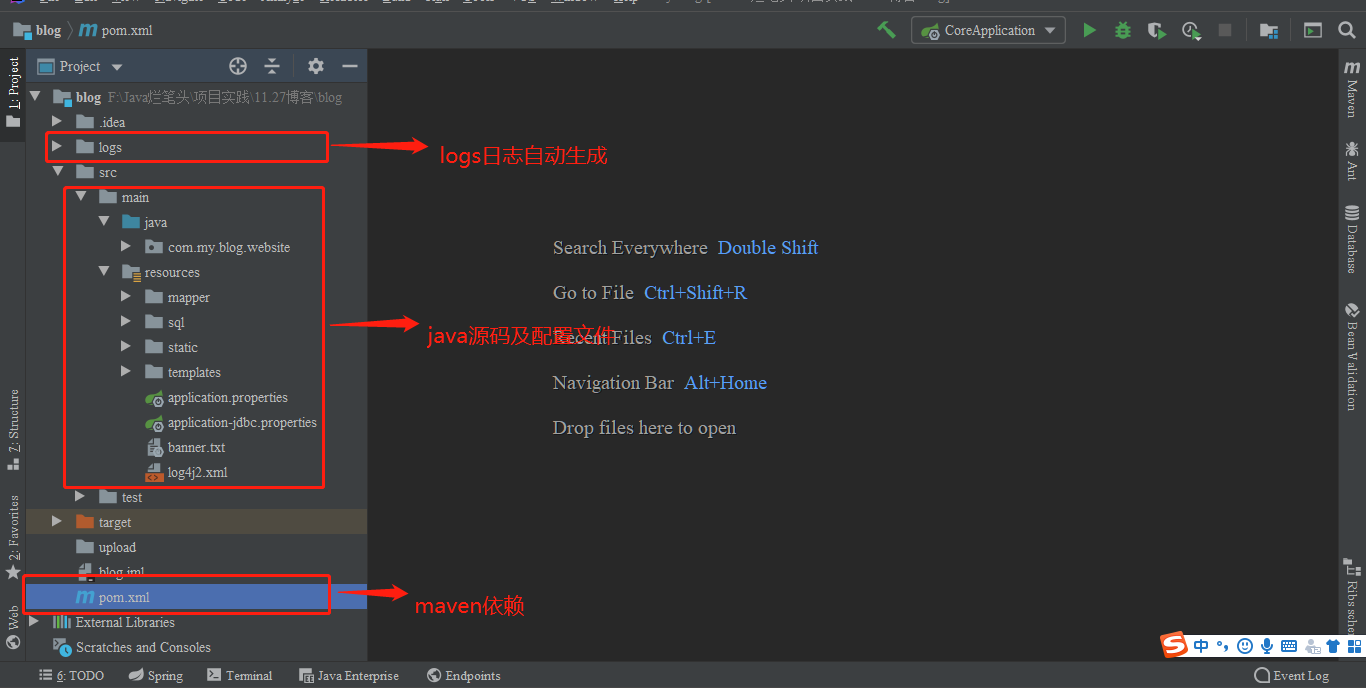 blog pom.xml CoreApplication
1: Project
Project
blog F:\Java烂笔头\项目实践\11.27博客\blog
.idea
logs
logs日志自动生成
src
main
java
com.my.blog.website
resources
mapper
sql
static
templates
application.properties
application-jdbc.properties
banner.txt
log4j2.xml
java源码及配置文件
test
target
upload
blog.iml
pom.xml
maven依赖
External Libraries
Scratches and Consoles
Search Everywhere Double Shift
Go to File Ctrl+Shift+R
Recent Files Ctrl+E
Navigation Bar Alt+Home
Drop files here to open
7: Structure
2: Favorites
Web
Maven
Ant
Database
Bean Validation
中
6: TODO Spring Terminal Java Enterprise Endpoints Event Log